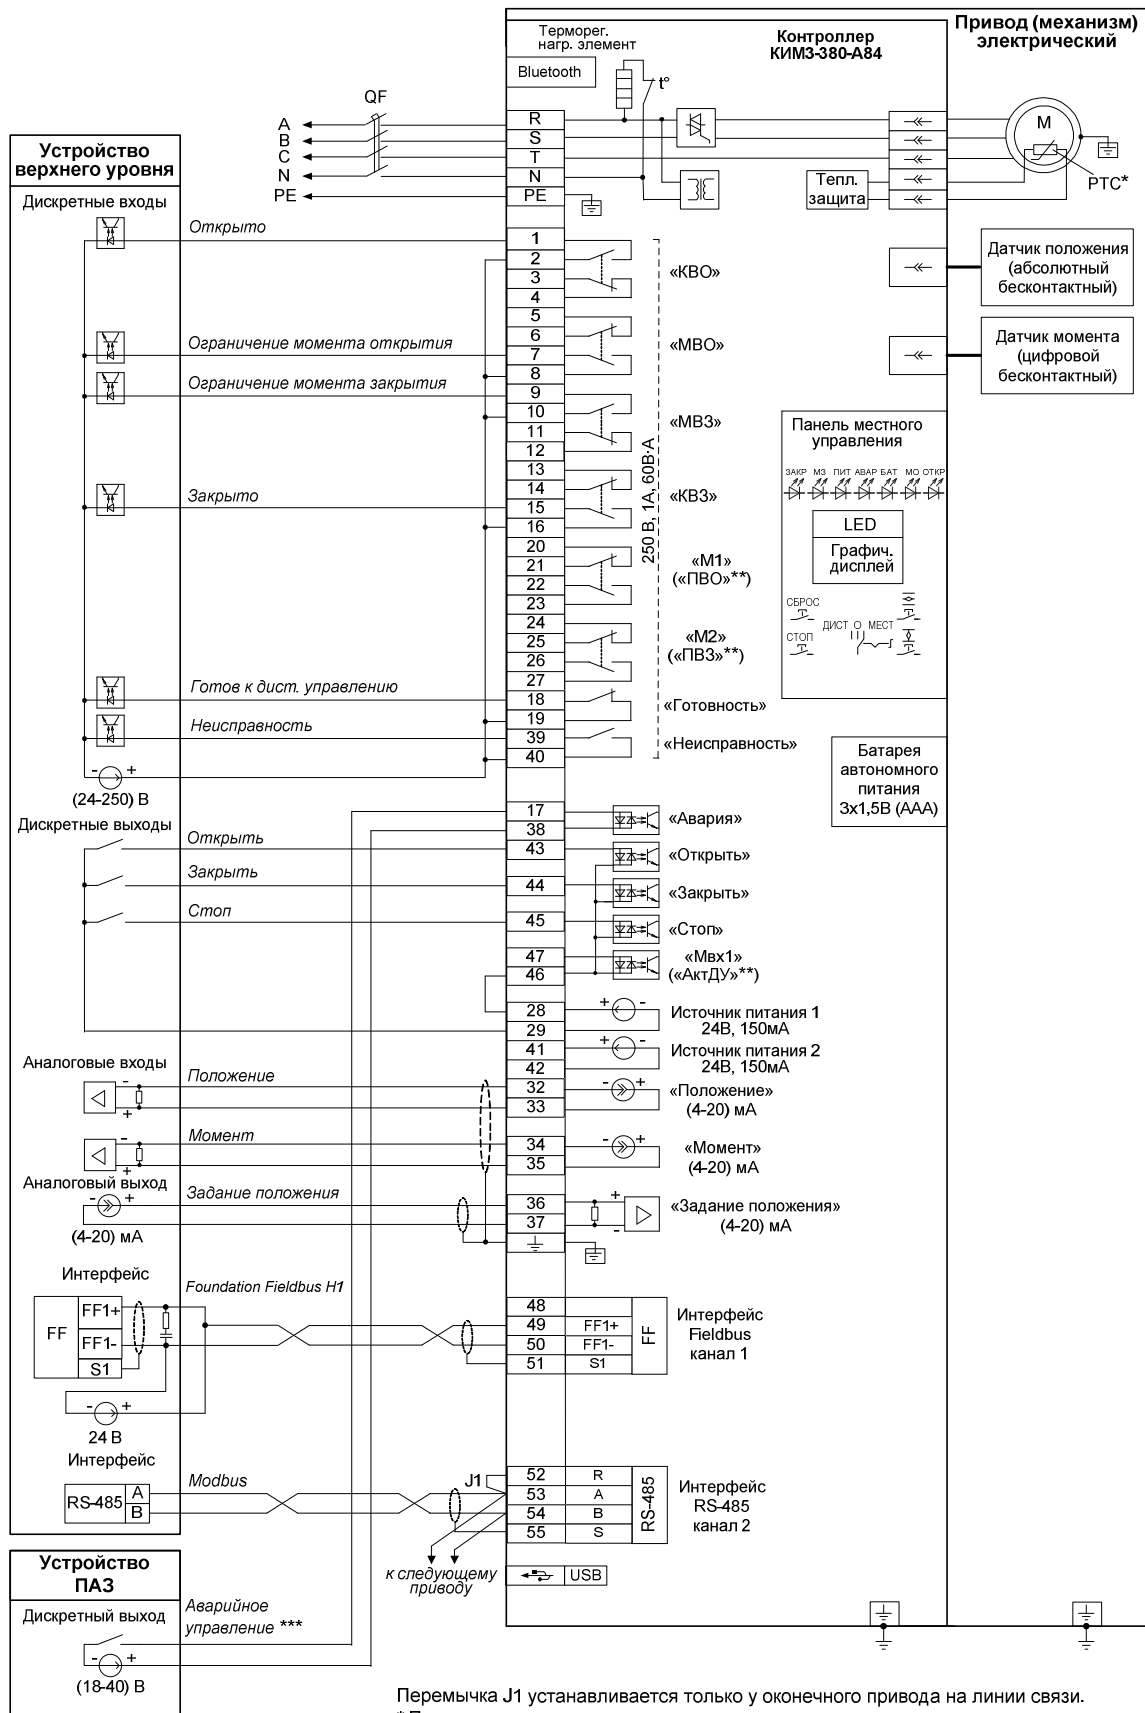 Привод (механизм)
электрический
Терморег.
нагр. элемент
Контроллер
КИМ3-380-А84
Bluetooth
t°
QF
A
B
C
N
PE
R
S
T
N
PE
M
PTC*
Тепл.
защита
Устройство
верхнего уровня
Дискретные входы
Открыто
1
2
3
4
«КВО»
Датчик положения
(абсолютный
бесконтактный)
5
6
7
8
«МВО»
Ограничение момента открытия
Датчик момента
(цифровой
бесконтактный)
Ограничение момента закрытия
9
10
11
12
«МВЗ»
13
14
15
16
«КВЗ»
Закрыто
250 В, 1А, 60В·А
20
21
22
23
«М1»
(«ПВО»**)
24
25
26
27
«М2»
(«ПВЗ»**)
Готов к дист. управлению
18
19
«Готовность»
Неисправность
39
40
«Неисправность»
- +
(24-250) В
Панель местного
управления
ЗАКР МЗ ПИТ АВАР БАТ МО ОТКР
LED
Графич.
дисплей
СБРОС
ДИСТ О МЕСТ
СТОП
Батарея
автономного
питания
3х1,5В (ААА)
Дискретные выходы
17
38
«Авария»
Открыть
43
«Открыть»
Закрыть
44
«Закрыть»
Стоп
45
«Стоп»
47
46
«Мвх1»
(«АктДУ»**)
28
29
+ -
Источник питания 1
24В, 150мА
41
42
+ -
Источник питания 2
24В, 150мА
Аналоговые входы
Положение
-
+
32
33
- +
«Положение»
(4-20) мА
Момент
-
+
34
35
- +
«Момент»
(4-20) мА
Аналоговый выход
Задание положения
- +
(4-20) мА
36
37
+
-
«Задание положения»
(4-20) мА
Интерфейс
Foundation Fieldbus H1
FF
FF1+
FF1-
S1
- +
24 В
48
49 FF1+
50 FF1-
51 S1
FF
Интерфейс
Fieldbus
канал 1
Интерфейс
Modbus
RS-485
A
B
J1
52 R
53 A
54 B
55 S
RS-485
Интерфейс
RS-485
канал 2
к следующему
приводу
USB
Устройство
ПАЗ
Дискретный выход
Аварийное
управление ***
- +
(18-40) В
Перемычка J1 устанавливается только у оконечного привода на линии связи.